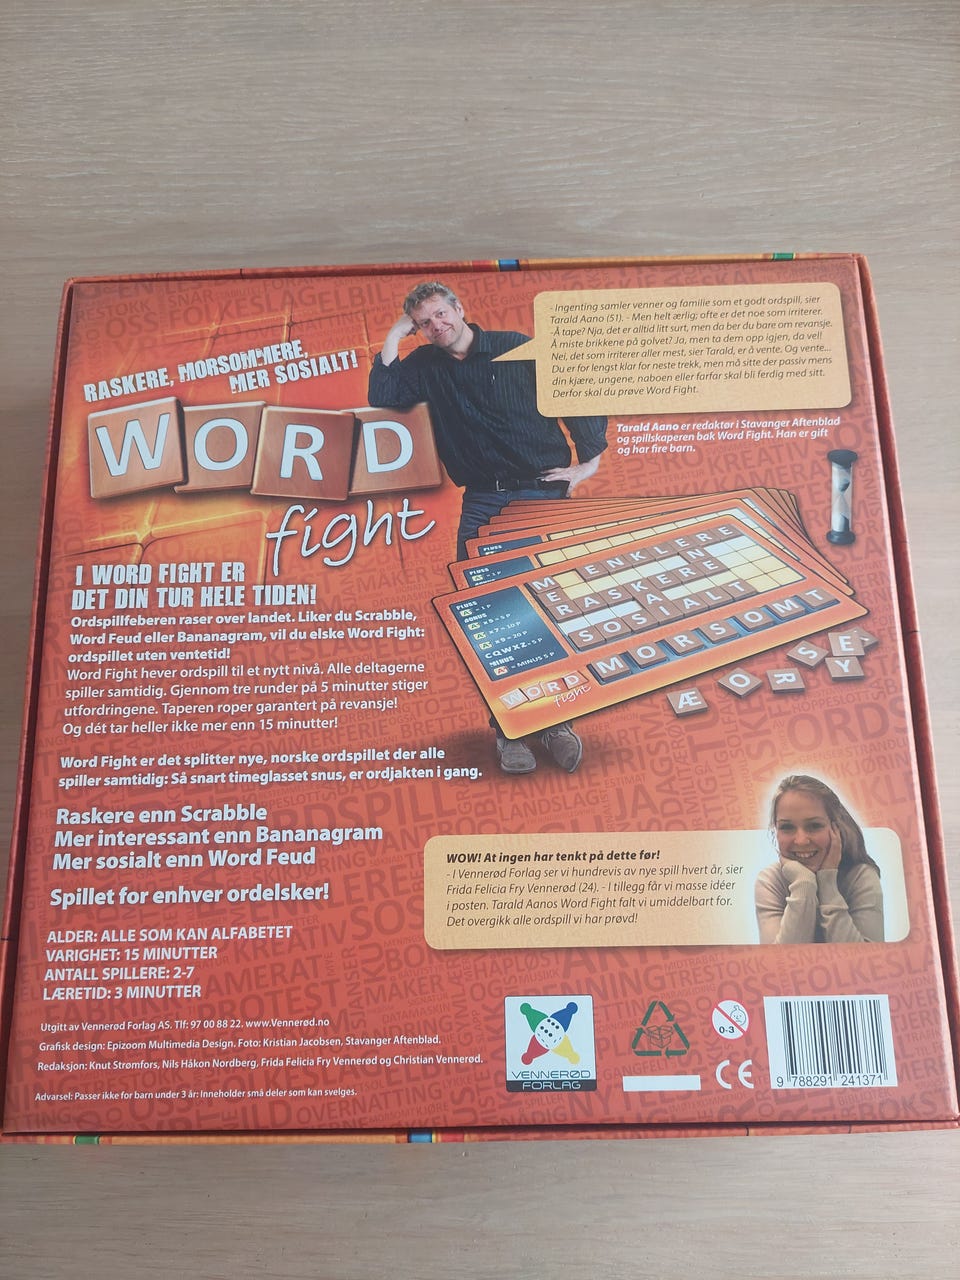 RASKERE, MORSOMMERE,
MER SOSIALT!
WORD
fight
- Ingenting samler venner og familie som et godt ordspill, sier
Tarald Aano (51). - Men helt ærlig; ofte er det noe som irriterer.
-Å tape? Nja, det er alltid litt surt, men da ber du bare om revansje.
Å miste brikkene på golvet? Ja, men ta dem opp igjen, da vel!
Nei, det som irriterer aller mest, sier Tarald, er å vente. Og vente...
Du er for lengst klar for neste trekk, men må sitte der passiv mens
din kjære, ungene, naboen eller farfar skal bli ferdig med sitt.
Derfor skal du prøve Word Fight.
Tarald Aano er redaktør i Stavanger Aftenblad
og spillskaperen bak Word Fight. Han er gift
og har fire barn.
I WORD FIGHT ER
DET DIN TUR HELE TIDEN!
Ordspillfeberen raser over landet. Liker du Scrabble,
Word Feud eller Bananagram, vil du elske Word Fight:
ordspillet uten ventetid!
Word Fight hever ordspill til et nytt nivå. Alle deltagerne
spiller samtidig. Gjennom tre runder på 5 minutter stiger
utfordringene. Taperen roper garantert på revansje!
Og dét tar heller ikke mer enn 15 minutter!
Word Fight er det splitter nye, norske ordspillet der alle
spiller samtidig: Så snart timeglasset snus, er ordjakten i gang.
PLUSS
A = 1 P
BONUS
A x5= 5 P
A x7= 10 P
A x9= 20 P
CQWXZ= 5 P
MINUS
A = MINUS 5 P
M ENKLERE
ERASKEREN
SOSIALT
MORSOMT
WORD
fight
Æ O R S E Y
Raskere enn Scrabble
Mer interessant enn Bananagram
Mer sosialt enn Word Feud
Spillet for enhver ordelsker!
WOW! At ingen har tenkt på dette før!
- I Vennerød Forlag ser vi hundrevis av nye spill hvert år, sier
Frida Felicia Fry Vennerød (24). - I tillegg får vi masse idéer
i posten. Tarald Aanos Word Fight falt vi umiddelbart for.
Det overgikk alle ordspill vi har prøvd!
ALDER: ALLE SOM KAN ALFABETET
VARIGHET: 15 MINUTTER
ANTALL SPILLERE: 2-7
LÆRETID: 3 MINUTTER
Utgitt av Vennerød Forlag AS. Tlf: 97 00 88 22. www.Vennerød.no
Grafisk design: Epizoom Multimedia Design. Foto: Kristian Jacobsen, Stavanger Aftenblad.
Redaksjon: Knut Strømfors, Nils Håkon Nordberg, Frida Felicia Fry Vennerød og Christian Vennerød.
Advarsel: Passer ikke for barn under 3 år: Inneholder små deler som kan svelges.
VENNERØD
FORLAG
0-3
CE
9 788291 241371